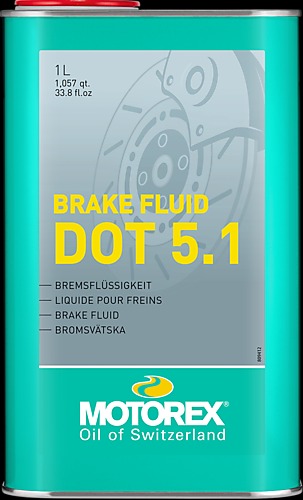 1 L
1,057 qt.
33.8 fl.oz
BRAKE FLUID
DOT 5.1
— BREMSFLÜSSIGKEIT
— LIQUIDE POUR FREINS
— BRAKE FLUID
— BROMSVÄTSKA
MOTOREX®
Oil of Switzerland